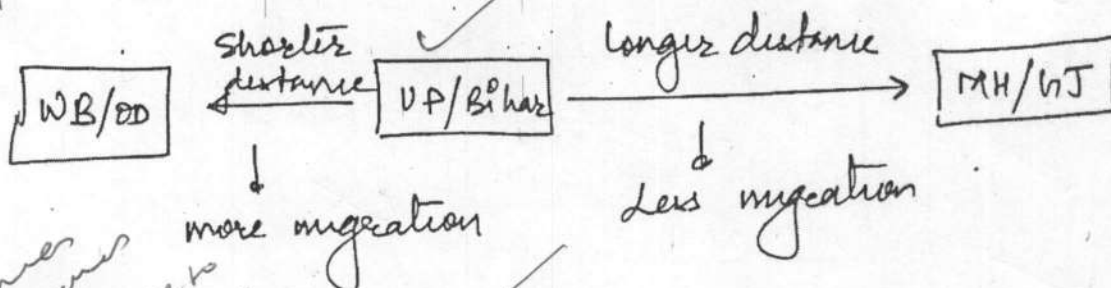 Shorter distance
Longer distance
WB/OD
UP/Bihar
MH/GJ
more migration
Less migration